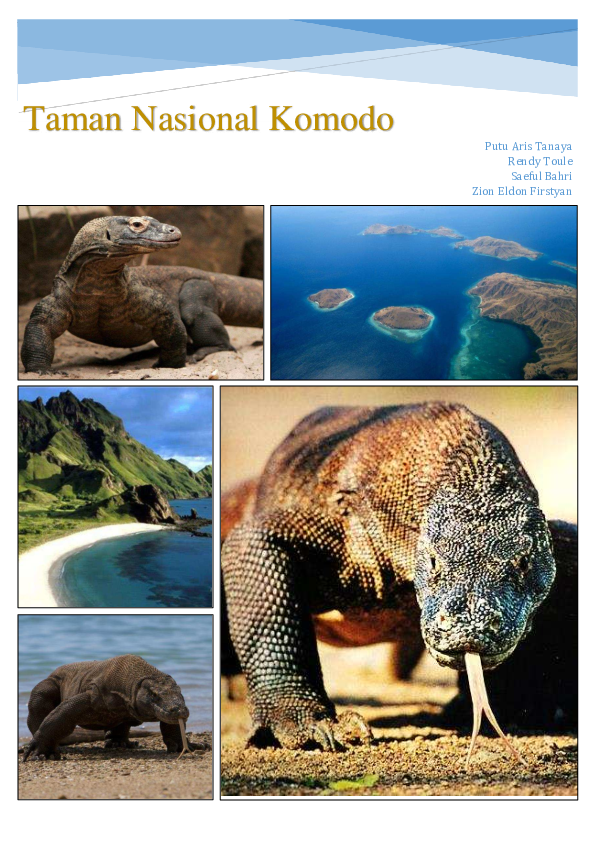 Taman Nasional Komodo
Putu Aris Tanaya
Rendy Toule
Saeful Bahri
Zion Eldon Firstyan